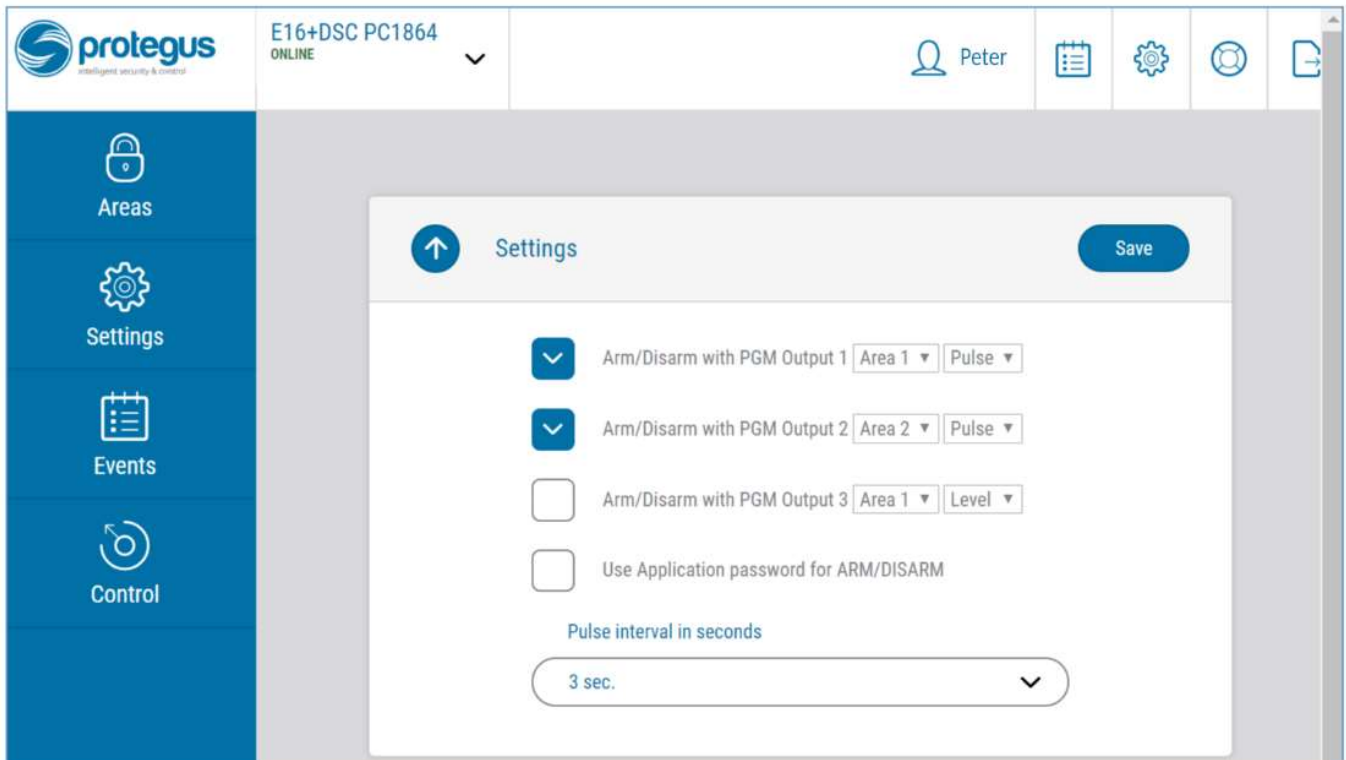 protegus
intelligent security & control
E16+DSC PC1864
ONLINE
Peter
Areas
Settings
Events
Control
Settings
Save
Arm/Disarm with PGM Output 1 Area 1 Pulse
Arm/Disarm with PGM Output 2 Area 2 Pulse
Arm/Disarm with PGM Output 3 Area 1 Level
Use Application password for ARM/DISARM
Pulse interval in seconds
3 sec.